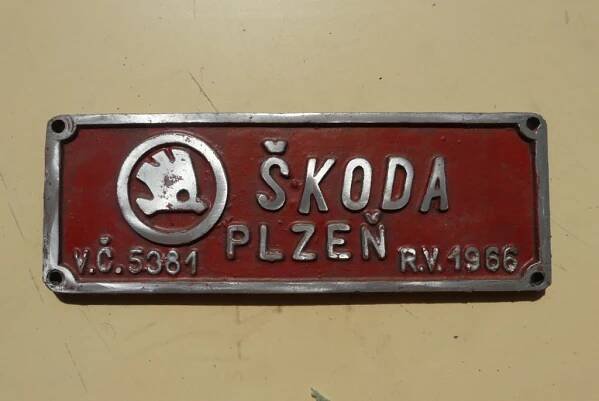 ŠKODA
PLZEŇ
V.Č. 5381
R.V. 1966